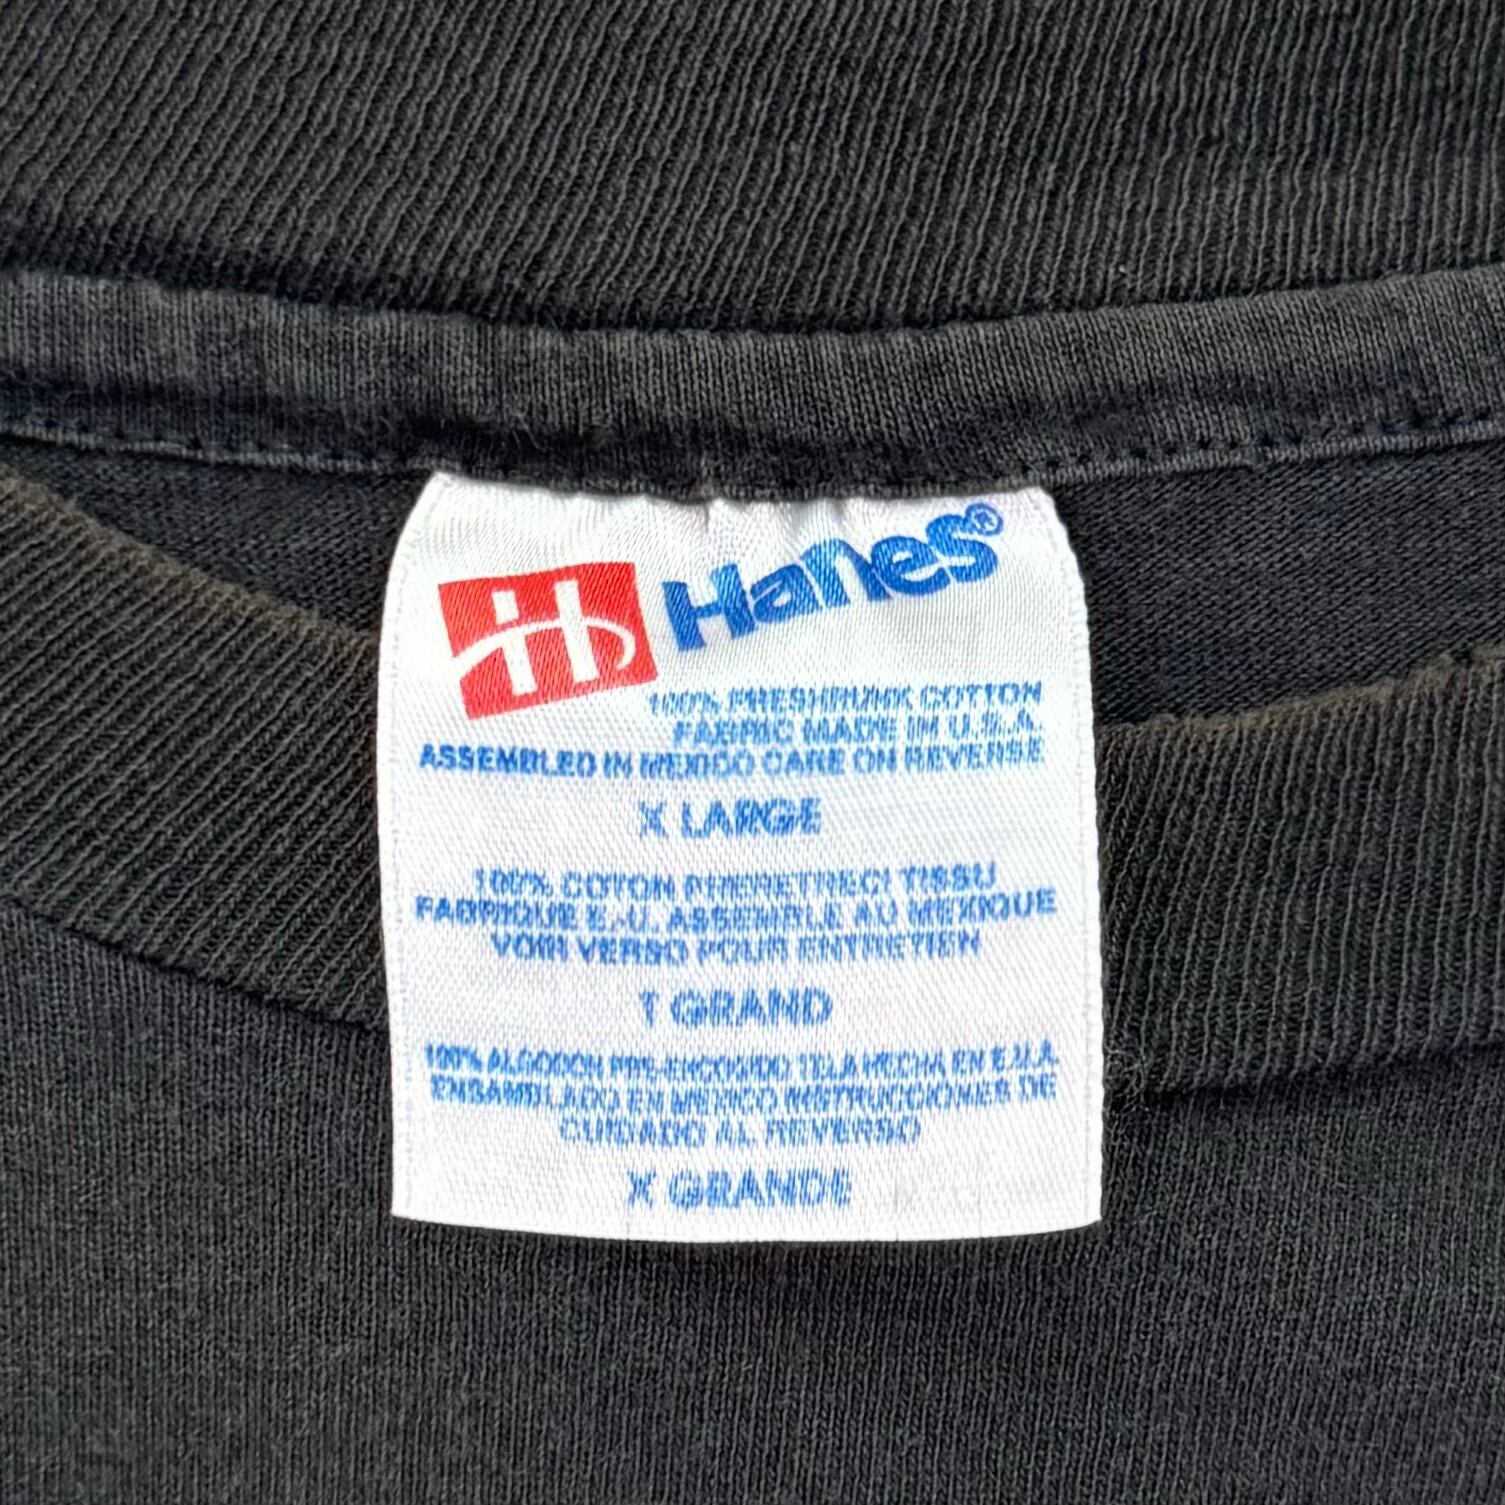 H Hanes®
100% PRESHRUNK COTTON
FABRIC MADE IN U.S.A.
ASSEMBLED IN MEXICO CARE ON REVERSE
X LARGE
100% COTON PRERETRECI TISSU
FABRIQUE E.-U. ASSEMBLE AU MEXIQUE
VOIR VERSO POUR ENTRETIEN
T GRAND
100% ALGODON PRE-ENCOGIDO TELA HECHA EN E.U.A.
ENSAMBLADO EN MEXICO INSTRUCCIONES DE
CUIDADO AL REVERSO
X GRANDE